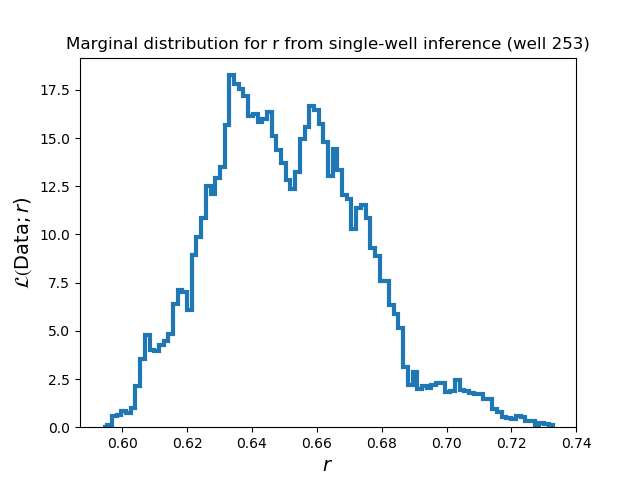 Marginal distribution for r from single-well inference (well 253)
17.5
15.0
12.5
10.0
7.5
5.0
2.5
0.0
ℒ(Data; r)
0.60 0.62 0.64 0.66 0.68 0.70 0.72 0.74
r